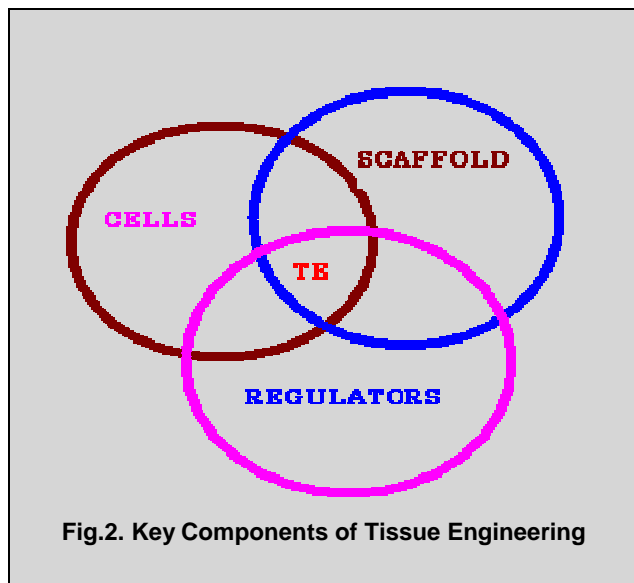 SCAFFOLD
CELLS
TE
REGULATORS
Fig.2. Key Components of Tissue Engineering